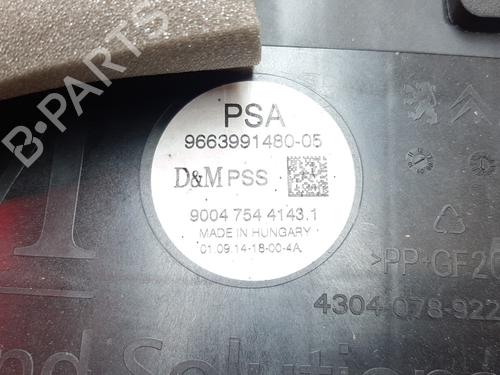 PSA
9663991480-05
D&M PSS
9004 754 4143.1
MADE IN HUNGARY
01.09.14-18-00-4A
>PP-GF20
4304-078-922
Solutions